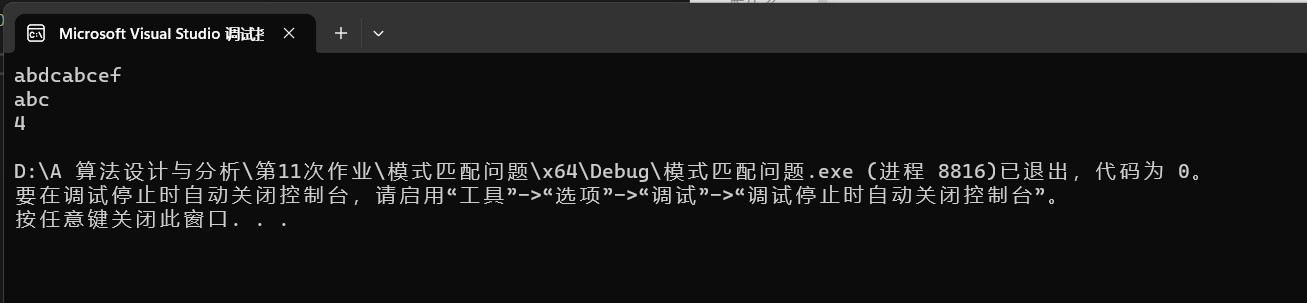 Microsoft Visual Studio 调试
abdcabcef
abc
4
D:\A 算法设计与分析\第11次作业\模式匹配问题\x64\Debug\模式匹配问题.exe (进程 8816)已退出，代码为 0。
要在调试停止时自动关闭控制台，请启用“工具”->“选项”->“调试”->“调试停止时自动关闭控制台”。
按任意键关闭此窗口. . .